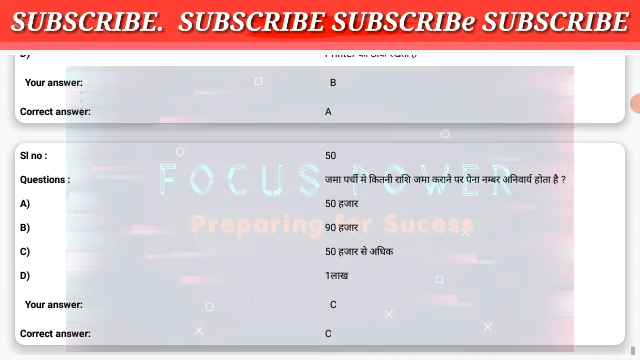 SUBSCRIBE. SUBSCRIBE SUBSCRIBe SUBSCRIBE
Your answer: B
Correct answer: A
Sl no : 50
Questions : जमा पर्ची मे कितनी राशि जमा कराने पर पेना नम्बर अनिवार्य होता है ?
A) 50 हजार
B) 90 हजार
C) 50 हजार से अधिक
D) 1लाख
Your answer: C
Correct answer: C
FOCUS POWER
Preparing for Sucess